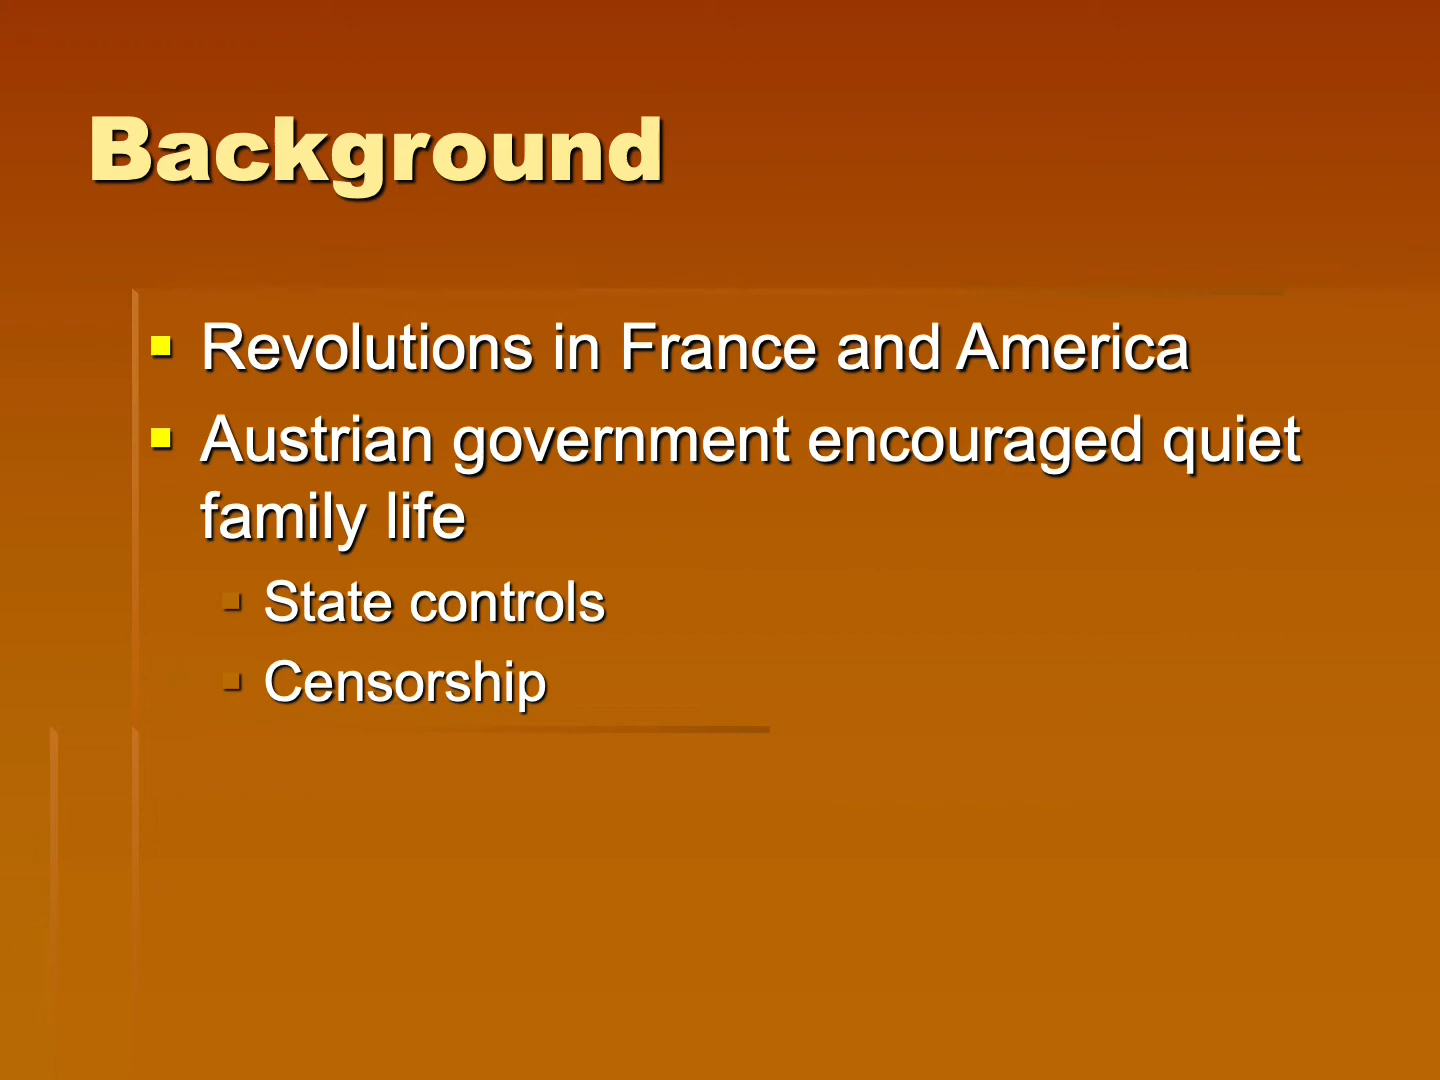 Background
Revolutions in France and America
Austrian government encouraged quiet
family life
State controls
Censorship